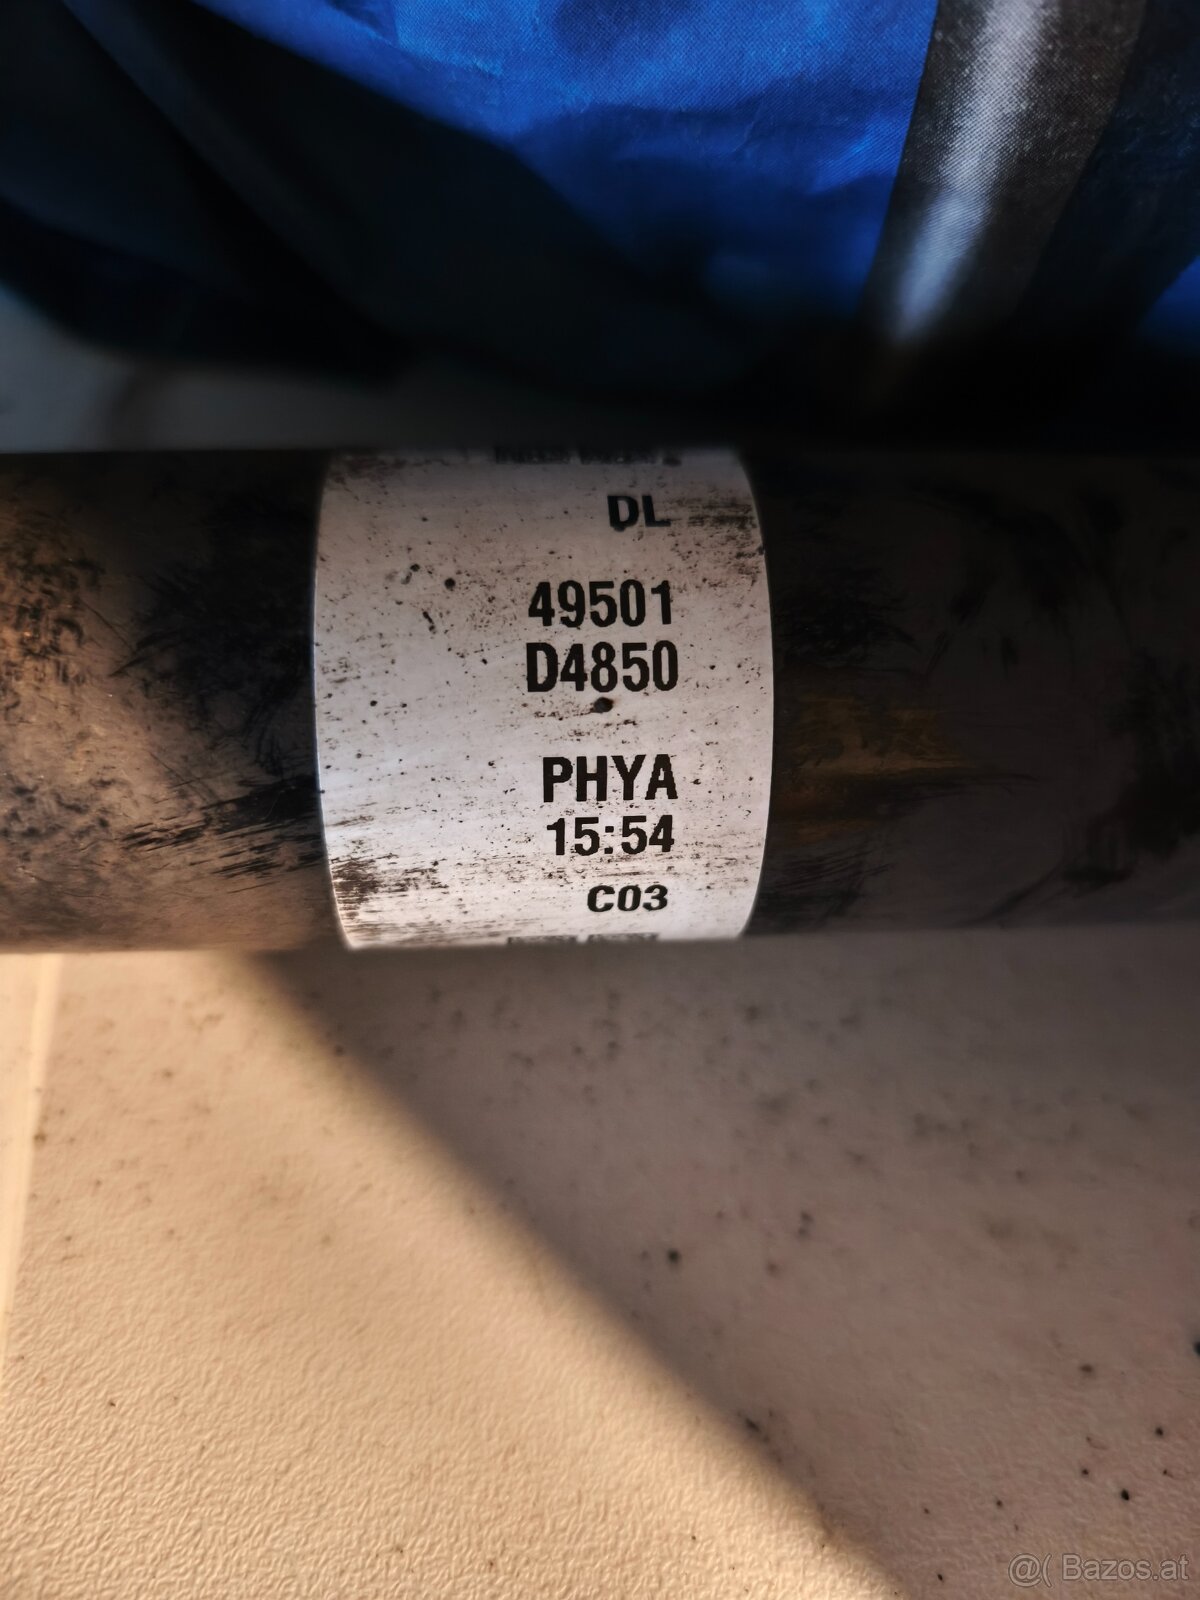 DL
49501
D4850
PHYA
15:54
C03
@( Bazos.at